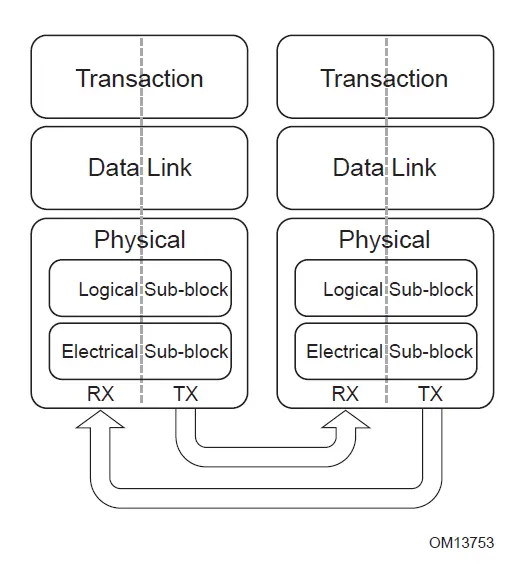 Transaction
Transaction
Data Link
Data Link
Physical
Physical
Logical Sub-block
Logical Sub-block
Electrical Sub-block
Electrical Sub-block
RX TX
RX TX
OM13753